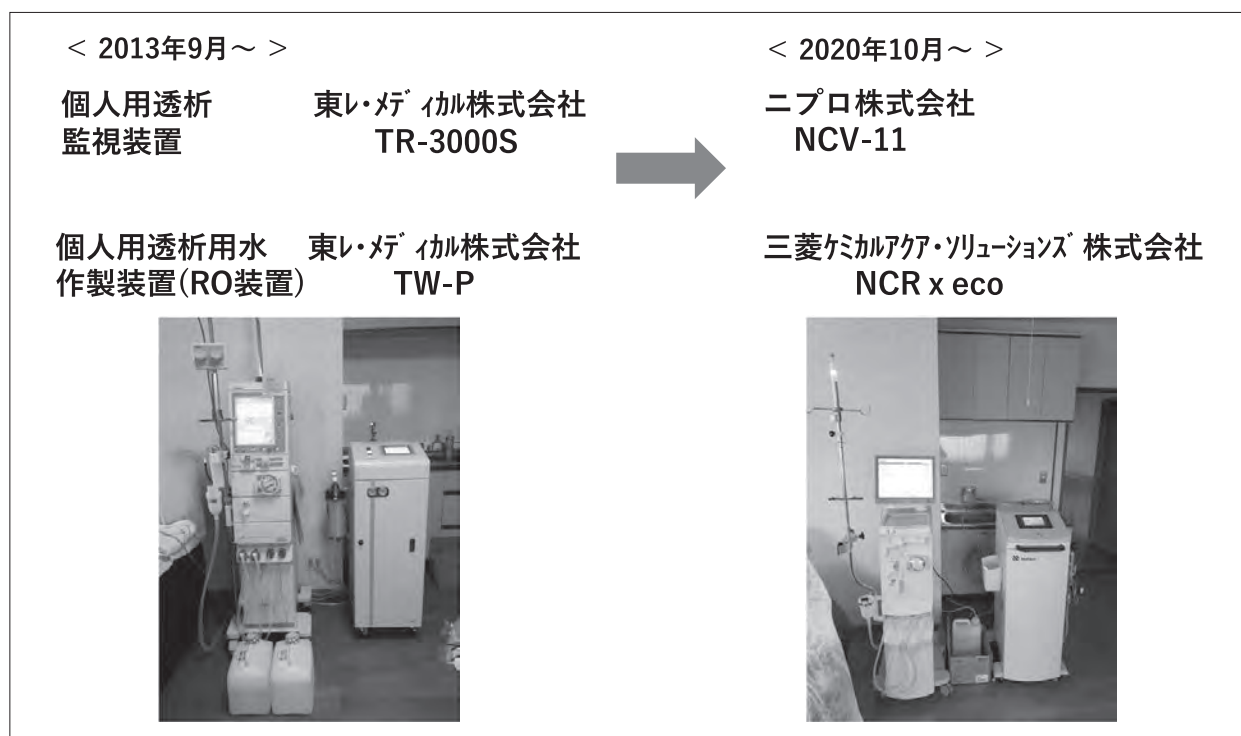 < 2013年9月～ >
個人用透析 東レ・メディカル株式会社
監視装置 TR-3000S
個人用透析用水 東レ・メディカル株式会社
作製装置(RO装置) TW-P
< 2020年10月～ >
ニプロ株式会社
NCV-11
三菱ケミカルアクア・ソリューションズ 株式会社
NCR x eco